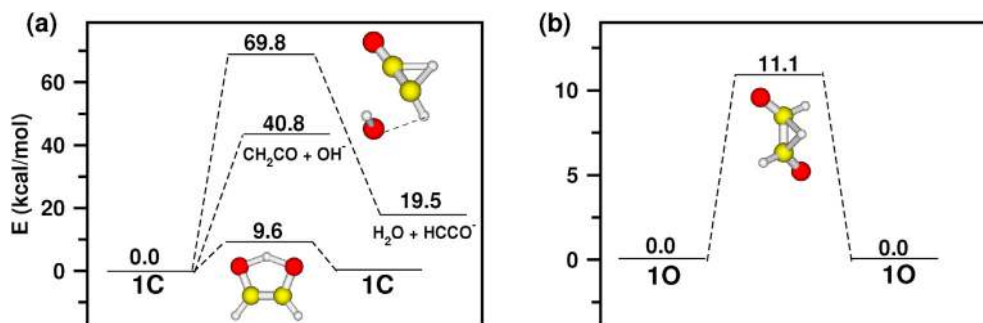 (a)
E (kcal/mol)
60
40
20
0
69.8
40.8
CH₂CO + OH⁻
19.5
H₂O + HCCO⁻
9.6
0.0
1C
1C
(b)
10
5
0
11.1
0.0
1O
0.0
1O